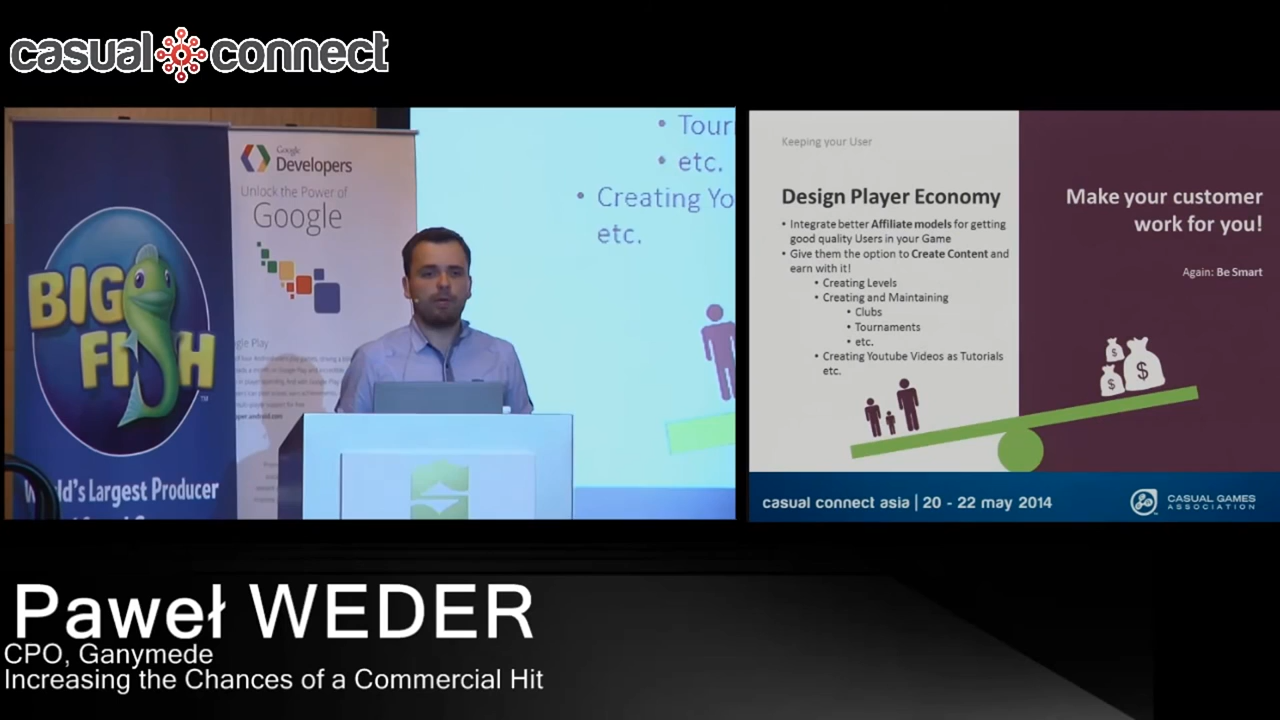 casual connect
Google
Developers
Unlock the Power of
Google
BIG
FISH
TM
World's Largest Producer
etc.
Creating
etc.
Keeping your User
Design Player Economy
• Integrate better Affiliate models for getting
good quality Users in your Game
• Give them the option to Create Content and
earn with it!
• Creating Levels
• Creating and Maintaining
• Clubs
• Tournaments
• etc.
• Creating Youtube Videos as Tutorials
etc.
Make your customer
work for you!
Again: Be Smart
$
$
$
casual connect asia | 20 - 22 may 2014
CASUAL GAMES
ASSOCIATION
Paweł WEDER
CPO, Ganymede
Increasing the Chances of a Commercial Hit